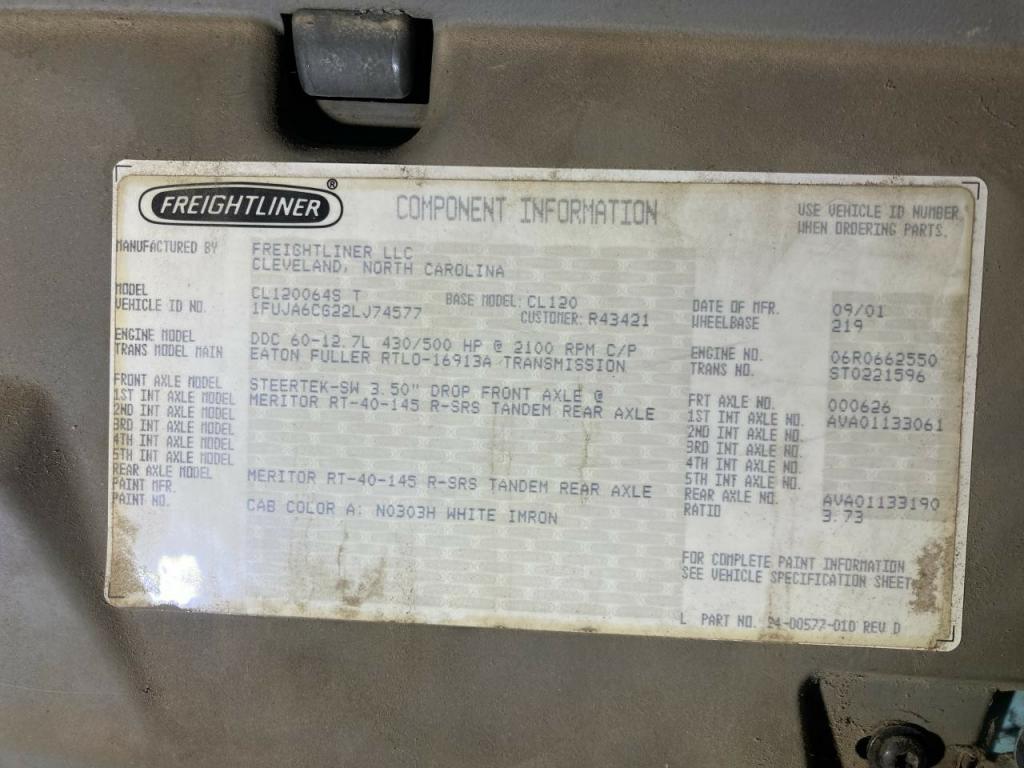 FREIGHTLINER®
COMPONENT INFORMATION
USE VEHICLE ID NUMBER
WHEN ORDERING PARTS.
MANUFACTURED BY FREIGHTLINER LLC
CLEVELAND, NORTH CAROLINA
MODEL CL120064S T BASE MODEL: CL120 DATE OF MFR. 09/01
VEHICLE ID NO. 1FUJA6CG22LJ74577 CUSTOMER: R43421 WHEELBASE 219
ENGINE MODEL DDC 60-12.7L 430/500 HP @ 2100 RPM C/P ENGINE NO. 06R0662550
TRANS MODEL MAIN EATON FULLER RTLO-16913A TRANSMISSION TRANS NO. ST0221596
FRONT AXLE MODEL STEERTEK-SW 3.50" DROP FRONT AXLE @ FRT AXLE NO. 000626
1ST INT AXLE MODEL MERITOR RT-40-145 R-SRS TANDEM REAR AXLE 1ST INT AXLE NO. AVA01133061
2ND INT AXLE MODEL 2ND INT AXLE NO.
3RD INT AXLE MODEL 3RD INT AXLE NO.
4TH INT AXLE MODEL 4TH INT AXLE NO.
5TH INT AXLE MODEL 5TH INT AXLE NO.
REAR AXLE MODEL MERITOR RT-40-145 R-SRS TANDEM REAR AXLE REAR AXLE NO. AVA01133190
PAINT MFR. RATIO 3.73
PAINT NO. CAB COLOR A: N0303H WHITE IMRON
FOR COMPLETE PAINT INFORMATION
SEE VEHICLE SPECIFICATION SHEET
L PART NO. 24-00577-010 REV D